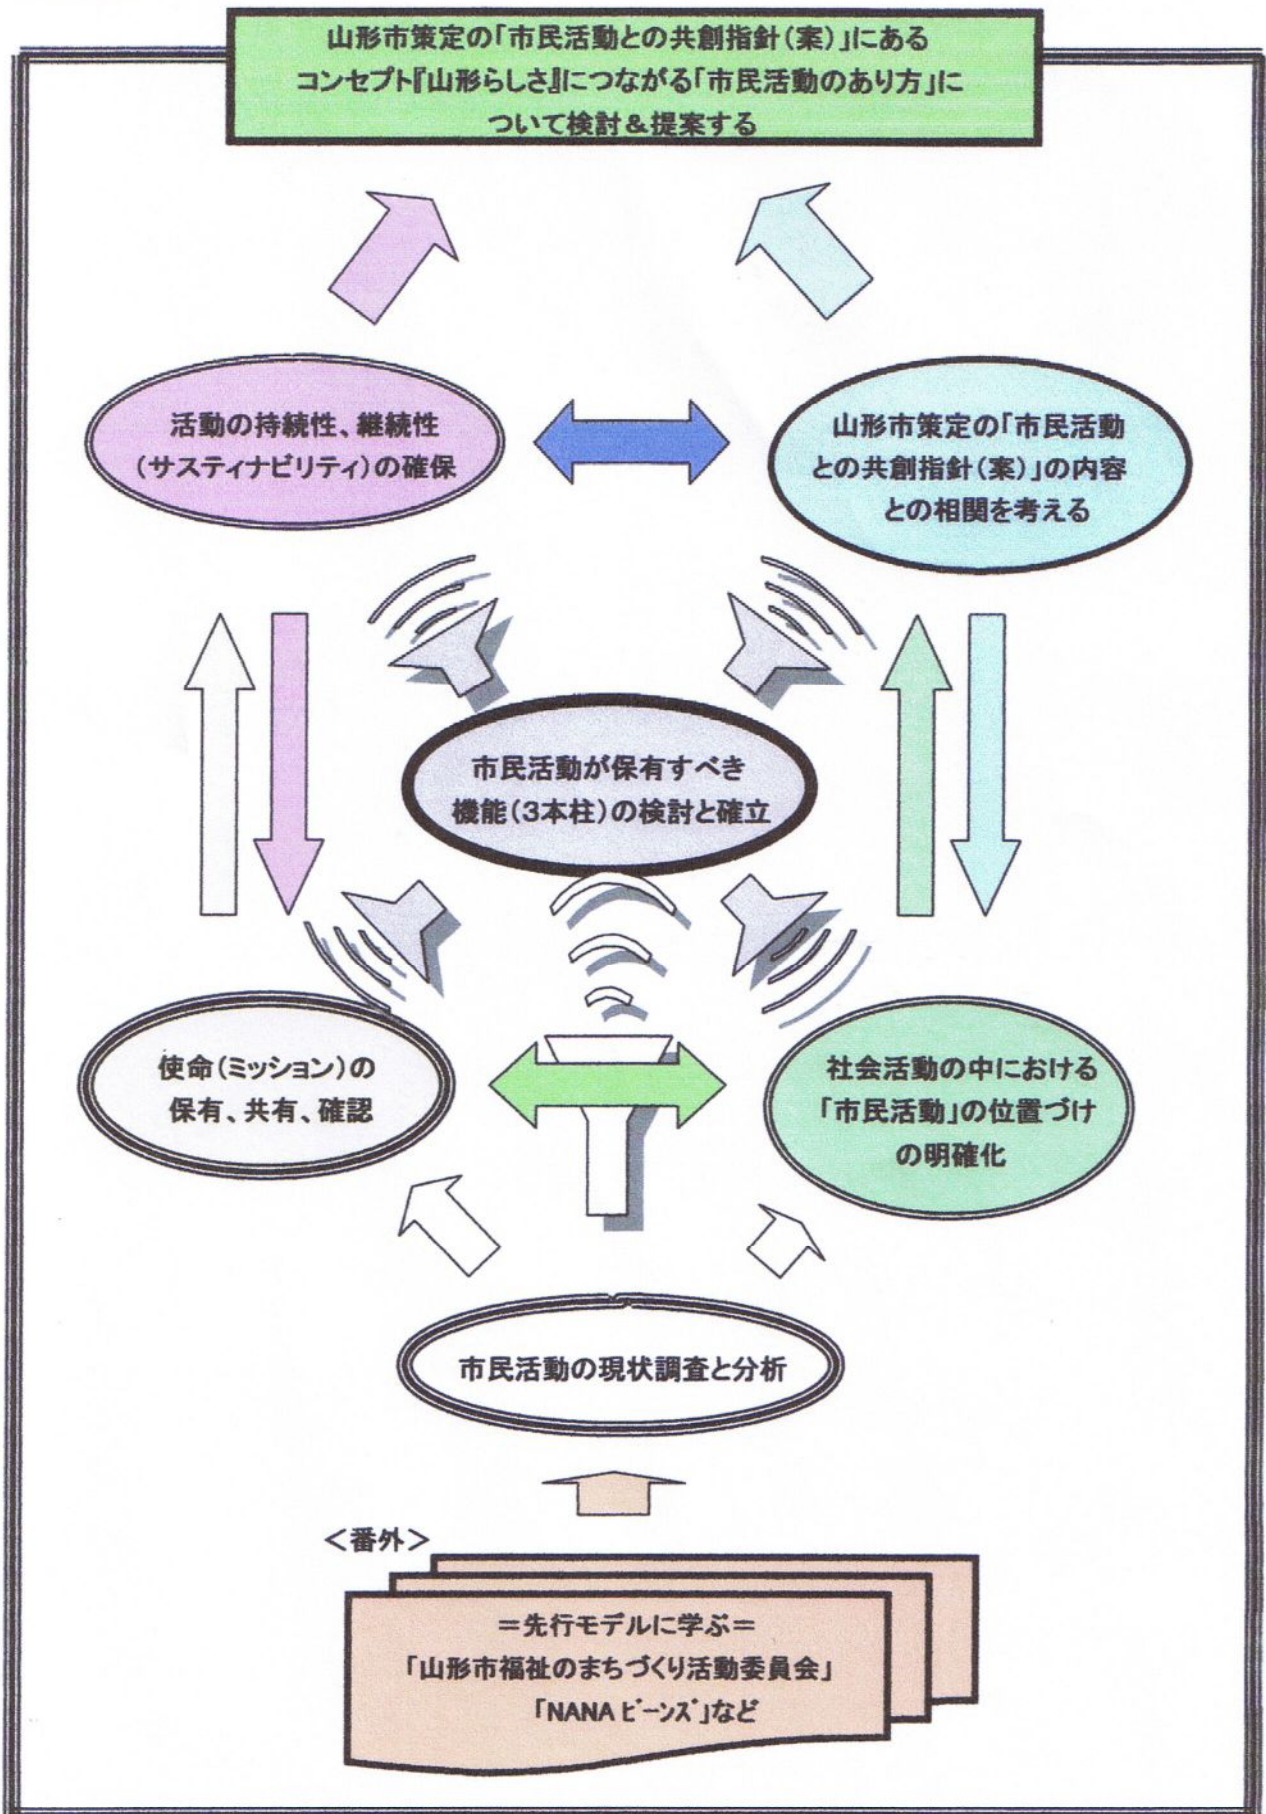 山形市策定の「市民活動との共創指針(案)」にある
コンセプト『山形らしさ』につながる「市民活動のあり方」に
ついて検討&提案する
活動の持続性、継続性
(サスティナビリティ)の確保
山形市策定の「市民活動
との共創指針(案)」の内容
との相関を考える
市民活動が保有すべき
機能(3本柱)の検討と確立
使命(ミッション)の
保有、共有、確認
社会活動の中における
「市民活動」の位置づけ
の明確化
市民活動の現状調査と分析
<番外>
=先行モデルに学ぶ=
「山形市福祉のまちづくり活動委員会」
「NANAビーンズ」など